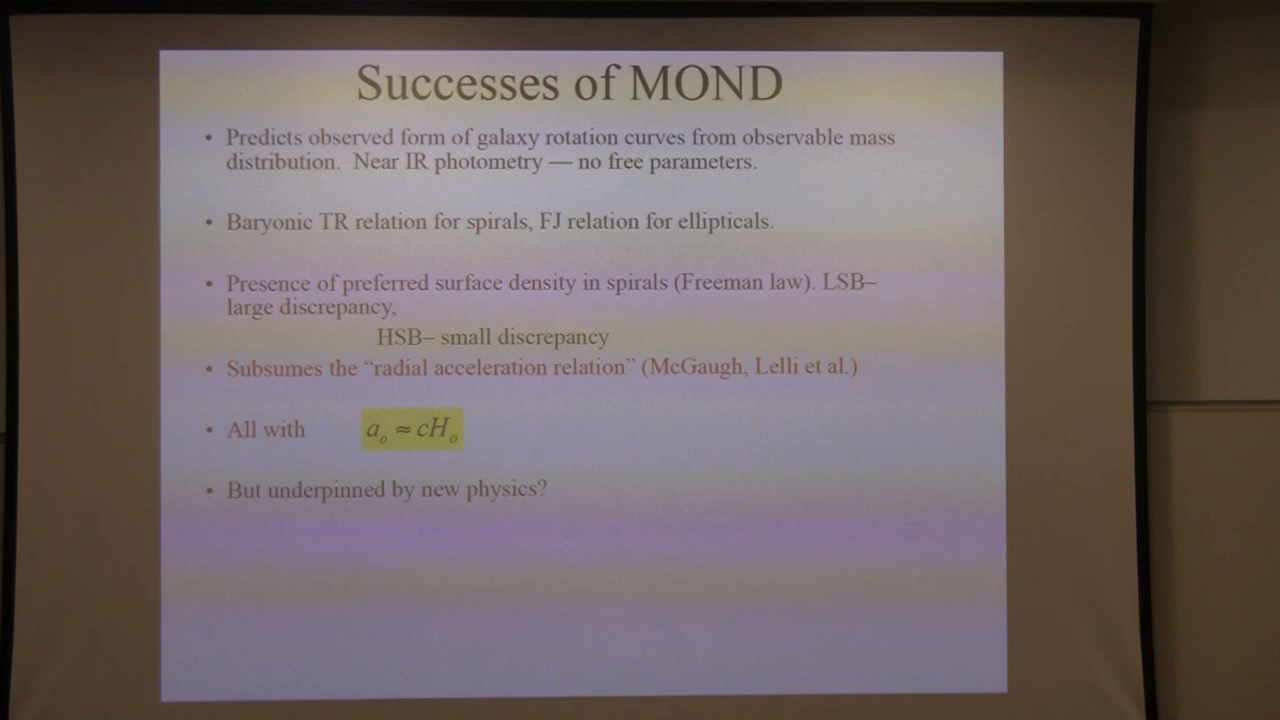 Successes of MOND
• Predicts observed form of galaxy rotation curves from observable mass
distribution. Near IR photometry — no free parameters.
• Baryonic TR relation for spirals, FJ relation for ellipticals.
• Presence of preferred surface density in spirals (Freeman law). LSB–
large discrepancy,
HSB– small discrepancy
• Subsumes the “radial acceleration relation” (McGaugh, Lelli et al.)
• All with a₀ ≈ cH₀
• But underpinned by new physics?